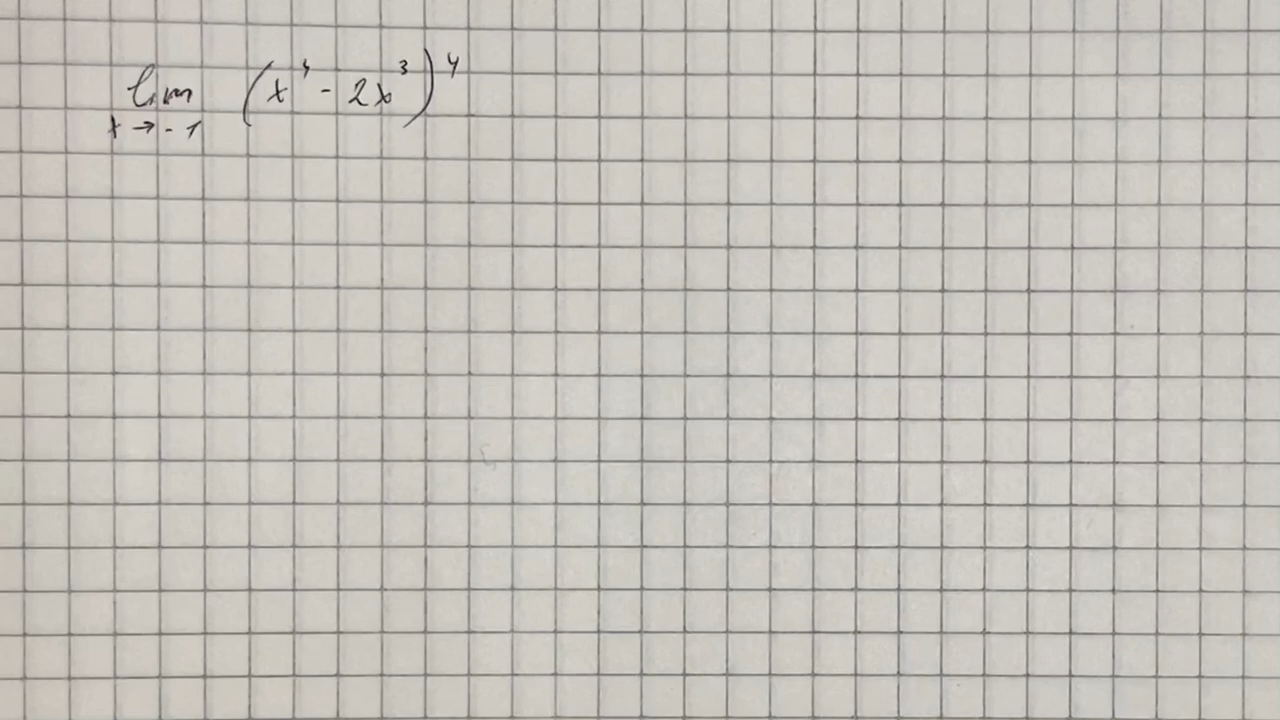 lim (x⁴ - 2x³)⁴
x → -1